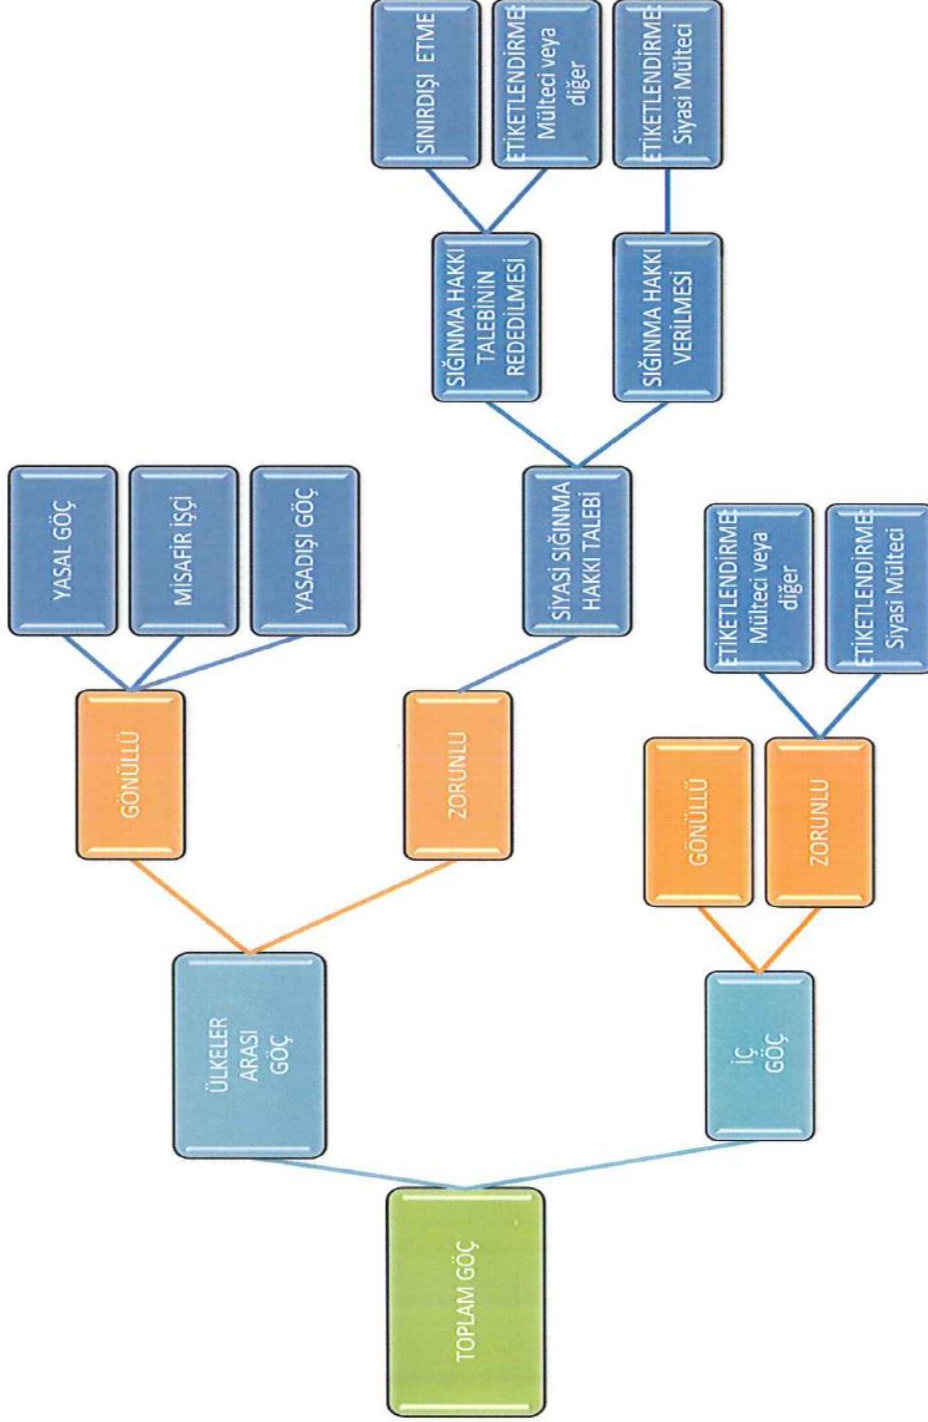 TOPLAM GÖÇ
ÜLKELER
ARASI
GÖÇ
GÖNÜLLÜ
YASAL GÖÇ
MİSAFİR İŞÇİ
YASADIŞI GÖÇ
ZORUNLU
SİYASİ SIĞINMA
HAKKI TALEBİ
SIĞINMA HAKKI
TALEBİNİN
REDEDİLMESİ
SINIRDIŞI ETME
ETİKETLENDİRME:
Mülteci veya
diğer
SIĞINMA HAKKI
VERİLMESİ
ETİKETLENDİRME:
Siyasi Mülteci
İÇ
GÖÇ
GÖNÜLLÜ
ZORUNLU
ETİKETLENDİRME:
Mülteci veya
diğer
ETİKETLENDİRME:
Siyasi Mülteci